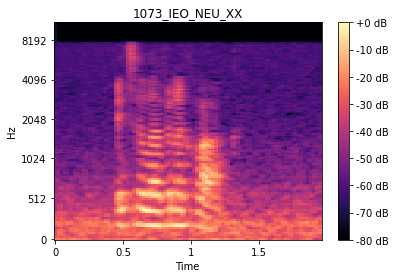 1073_IEO_NEU_XX
+0 dB
8192
-10 dB
4096
-20 dB
-30 dB
2048
Hz
-40 dB
1024
-50 dB
512
-60 dB
-70 dB
0
-80 dB
0
0.5
1
1.5
Time